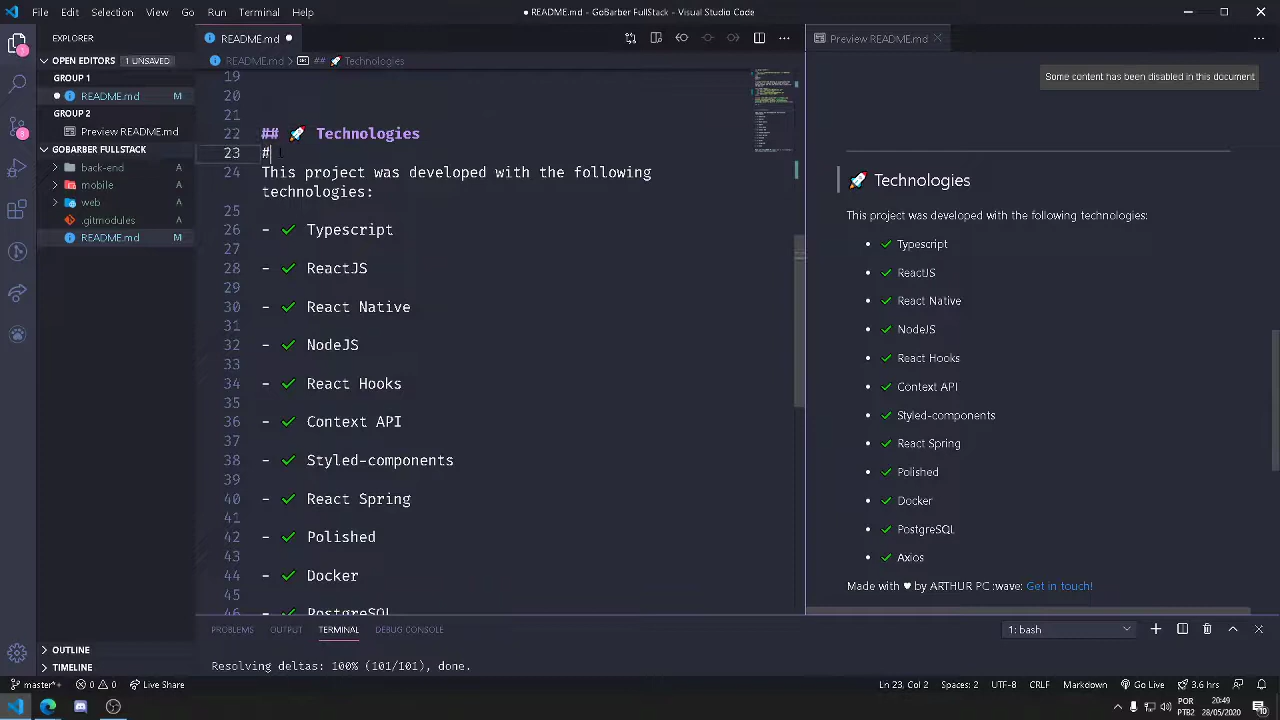 File Edit Selection View Go Run Terminal Help
● README.md - GoBarber FullStack - Visual Studio Code
EXPLORER
OPEN EDITORS 1 UNSAVED
GROUP 1
README.md M
GROUP 2
Preview README.md
GOBARBER FULLSTACK
back-end A
mobile A
web A
.gitmodules A
README.md M
OUTLINE
TIMELINE
README.md
README.md > ## 🚀 Technologies
19
20
21
22 ## 🚀 Technologies
23 #
24 This project was developed with the following
technologies:
25
26 - ✔ Typescript
27
28 - ✔ ReactJS
29
30 - ✔ React Native
31
32 - ✔ NodeJS
33
34 - ✔ React Hooks
35
36 - ✔ Context API
37
38 - ✔ Styled-components
39
40 - ✔ React Spring
41
42 - ✔ Polished
43
44 - ✔ Docker
45
46 - ✔ PostgreSQL
Preview README.md
Some content has been disabled in this document
🚀 Technologies
This project was developed with the following technologies:
• ✔ Typescript
• ✔ ReactJS
• ✔ React Native
• ✔ NodeJS
• ✔ React Hooks
• ✔ Context API
• ✔ Styled-components
• ✔ React Spring
• ✔ Polished
• ✔ Docker
• ✔ PostgreSQL
• ✔ Axios
Made with ♥ by ARTHUR PC :wave: Get in touch!
PROBLEMS OUTPUT TERMINAL DEBUG CONSOLE
1: bash
Resolving deltas: 100% (101/101), done.
master*+ 0 0 Live Share
Ln 23, Col 2 Spaces: 2 UTF-8 CRLF Markdown Go Live 3.6 hrs
POR
PTB2
20:49
28/05/2020